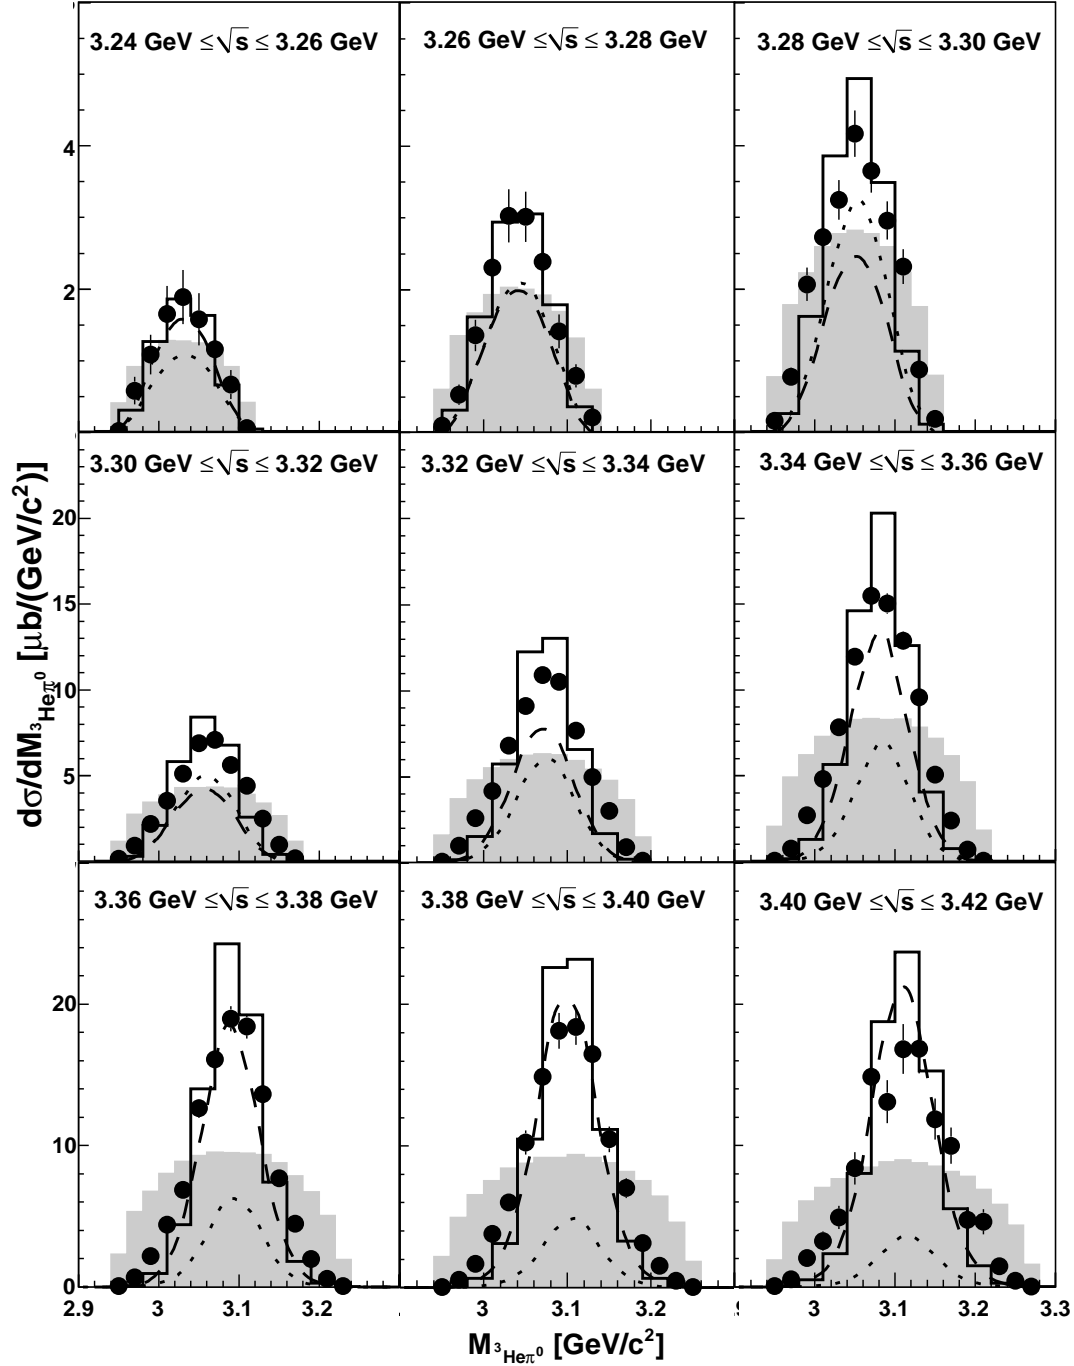 3.24 GeV ≤√s ≤ 3.26 GeV
3.26 GeV ≤√s ≤ 3.28 GeV
3.28 GeV ≤√s ≤ 3.30 GeV
4
2
3.30 GeV ≤√s ≤ 3.32 GeV
3.32 GeV ≤√s ≤ 3.34 GeV
3.34 GeV ≤√s ≤ 3.36 GeV
dσ/dM³Heπ⁰ [μb/(GeV/c²)]
20
15
10
5
3.36 GeV ≤√s ≤ 3.38 GeV
3.38 GeV ≤√s ≤ 3.40 GeV
3.40 GeV ≤√s ≤ 3.42 GeV
20
10
0
2.9 3 3.1 3.2 3 3.1 3.2 3 3.1 3.2 3.3
M³Heπ⁰ [GeV/c²]